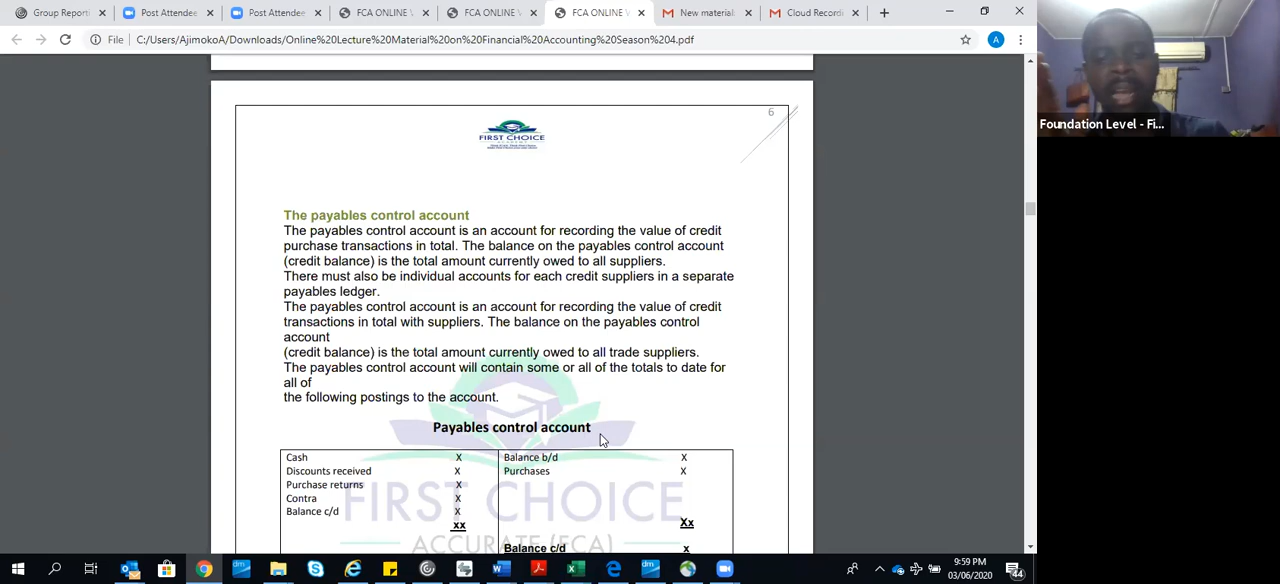 Group Reporti
Post Attendee
Post Attendee
FCA ONLINE V
FCA ONLINE V
FCA ONLINE V
New material
Cloud Record
File
C:/Users/AjimokoA/Downloads/Online%20Lecture%20Material%20on%20Financial%20Accounting%20Season%204.pdf
A
Foundation Level - Fi...
6
FIRST CHOICE
The payables control account
The payables control account is an account for recording the value of credit
purchase transactions in total. The balance on the payables control account
(credit balance) is the total amount currently owed to all suppliers.
There must also be individual accounts for each credit suppliers in a separate
payables ledger.
The payables control account is an account for recording the value of credit
transactions in total with suppliers. The balance on the payables control
account
(credit balance) is the total amount currently owed to all trade suppliers.
The payables control account will contain some or all of the totals to date for
all of
the following postings to the account.
Payables control account
Cash X Balance b/d X
Discounts received X Purchases X
Purchase returns X
Contra X
Balance c/d X
xx Xx
Balance c/d x
FIRST CHOICE
ACCURATE (FCA)
9:59 PM
03/06/2020
44